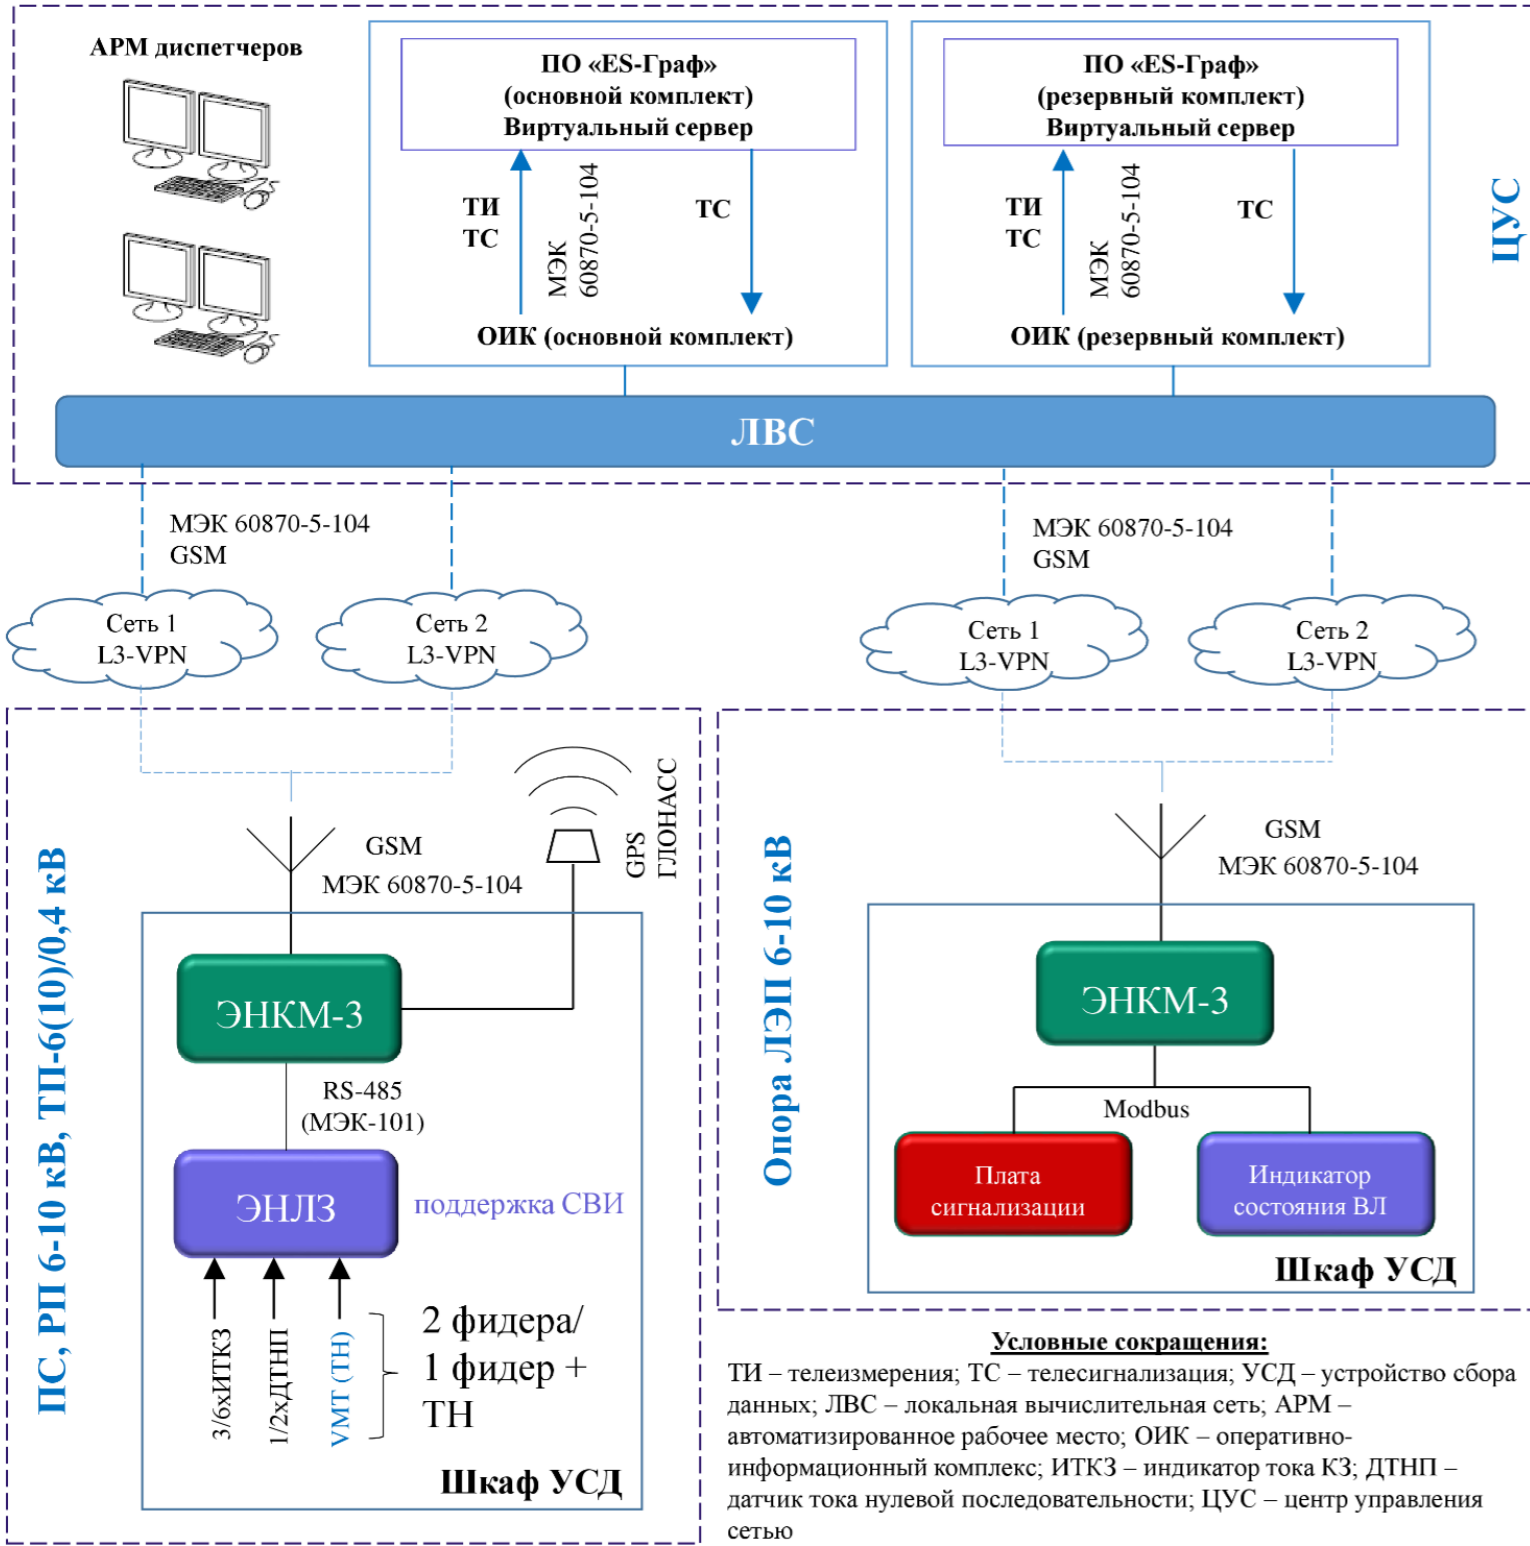 АРМ диспетчеров
ПО «ES-Граф»
(основной комплект)
Виртуальный сервер
ТИ
ТС
МЭК
60870-5-104
ТС
ОИК (основной комплект)
ПО «ES-Граф»
(резервный комплект)
Виртуальный сервер
ТИ
ТС
МЭК
60870-5-104
ТС
ОИК (резервный комплект)
ЦУС
ЛВС
МЭК 60870-5-104
GSM
МЭК 60870-5-104
GSM
Сеть 1
L3-VPN
Сеть 2
L3-VPN
Сеть 1
L3-VPN
Сеть 2
L3-VPN
ПС, РП 6-10 кВ, ТП-6(10)/0,4 кВ
GSM
МЭК 60870-5-104
GPS
ГЛОНАСС
ЭНКМ-3
RS-485
(МЭК-101)
ЭНЛЗ
поддержка СВИ
3/6хИТКЗ
1/2хДТНП
VMT (ТН)
2 фидера/
1 фидер +
ТН
Шкаф УСД
Опора ЛЭП 6-10 кВ
GSM
МЭК 60870-5-104
ЭНКМ-3
Modbus
Плата
сигнализации
Индикатор
состояния ВЛ
Шкаф УСД
Условные сокращения:
ТИ – телеизмерения; ТС – телесигнализация; УСД – устройство сбора
данных; ЛВС – локальная вычислительная сеть; АРМ –
автоматизированное рабочее место; ОИК – оперативно-
информационный комплекс; ИТКЗ – индикатор тока КЗ; ДТНП –
датчик тока нулевой последовательности; ЦУС – центр управления
сетью